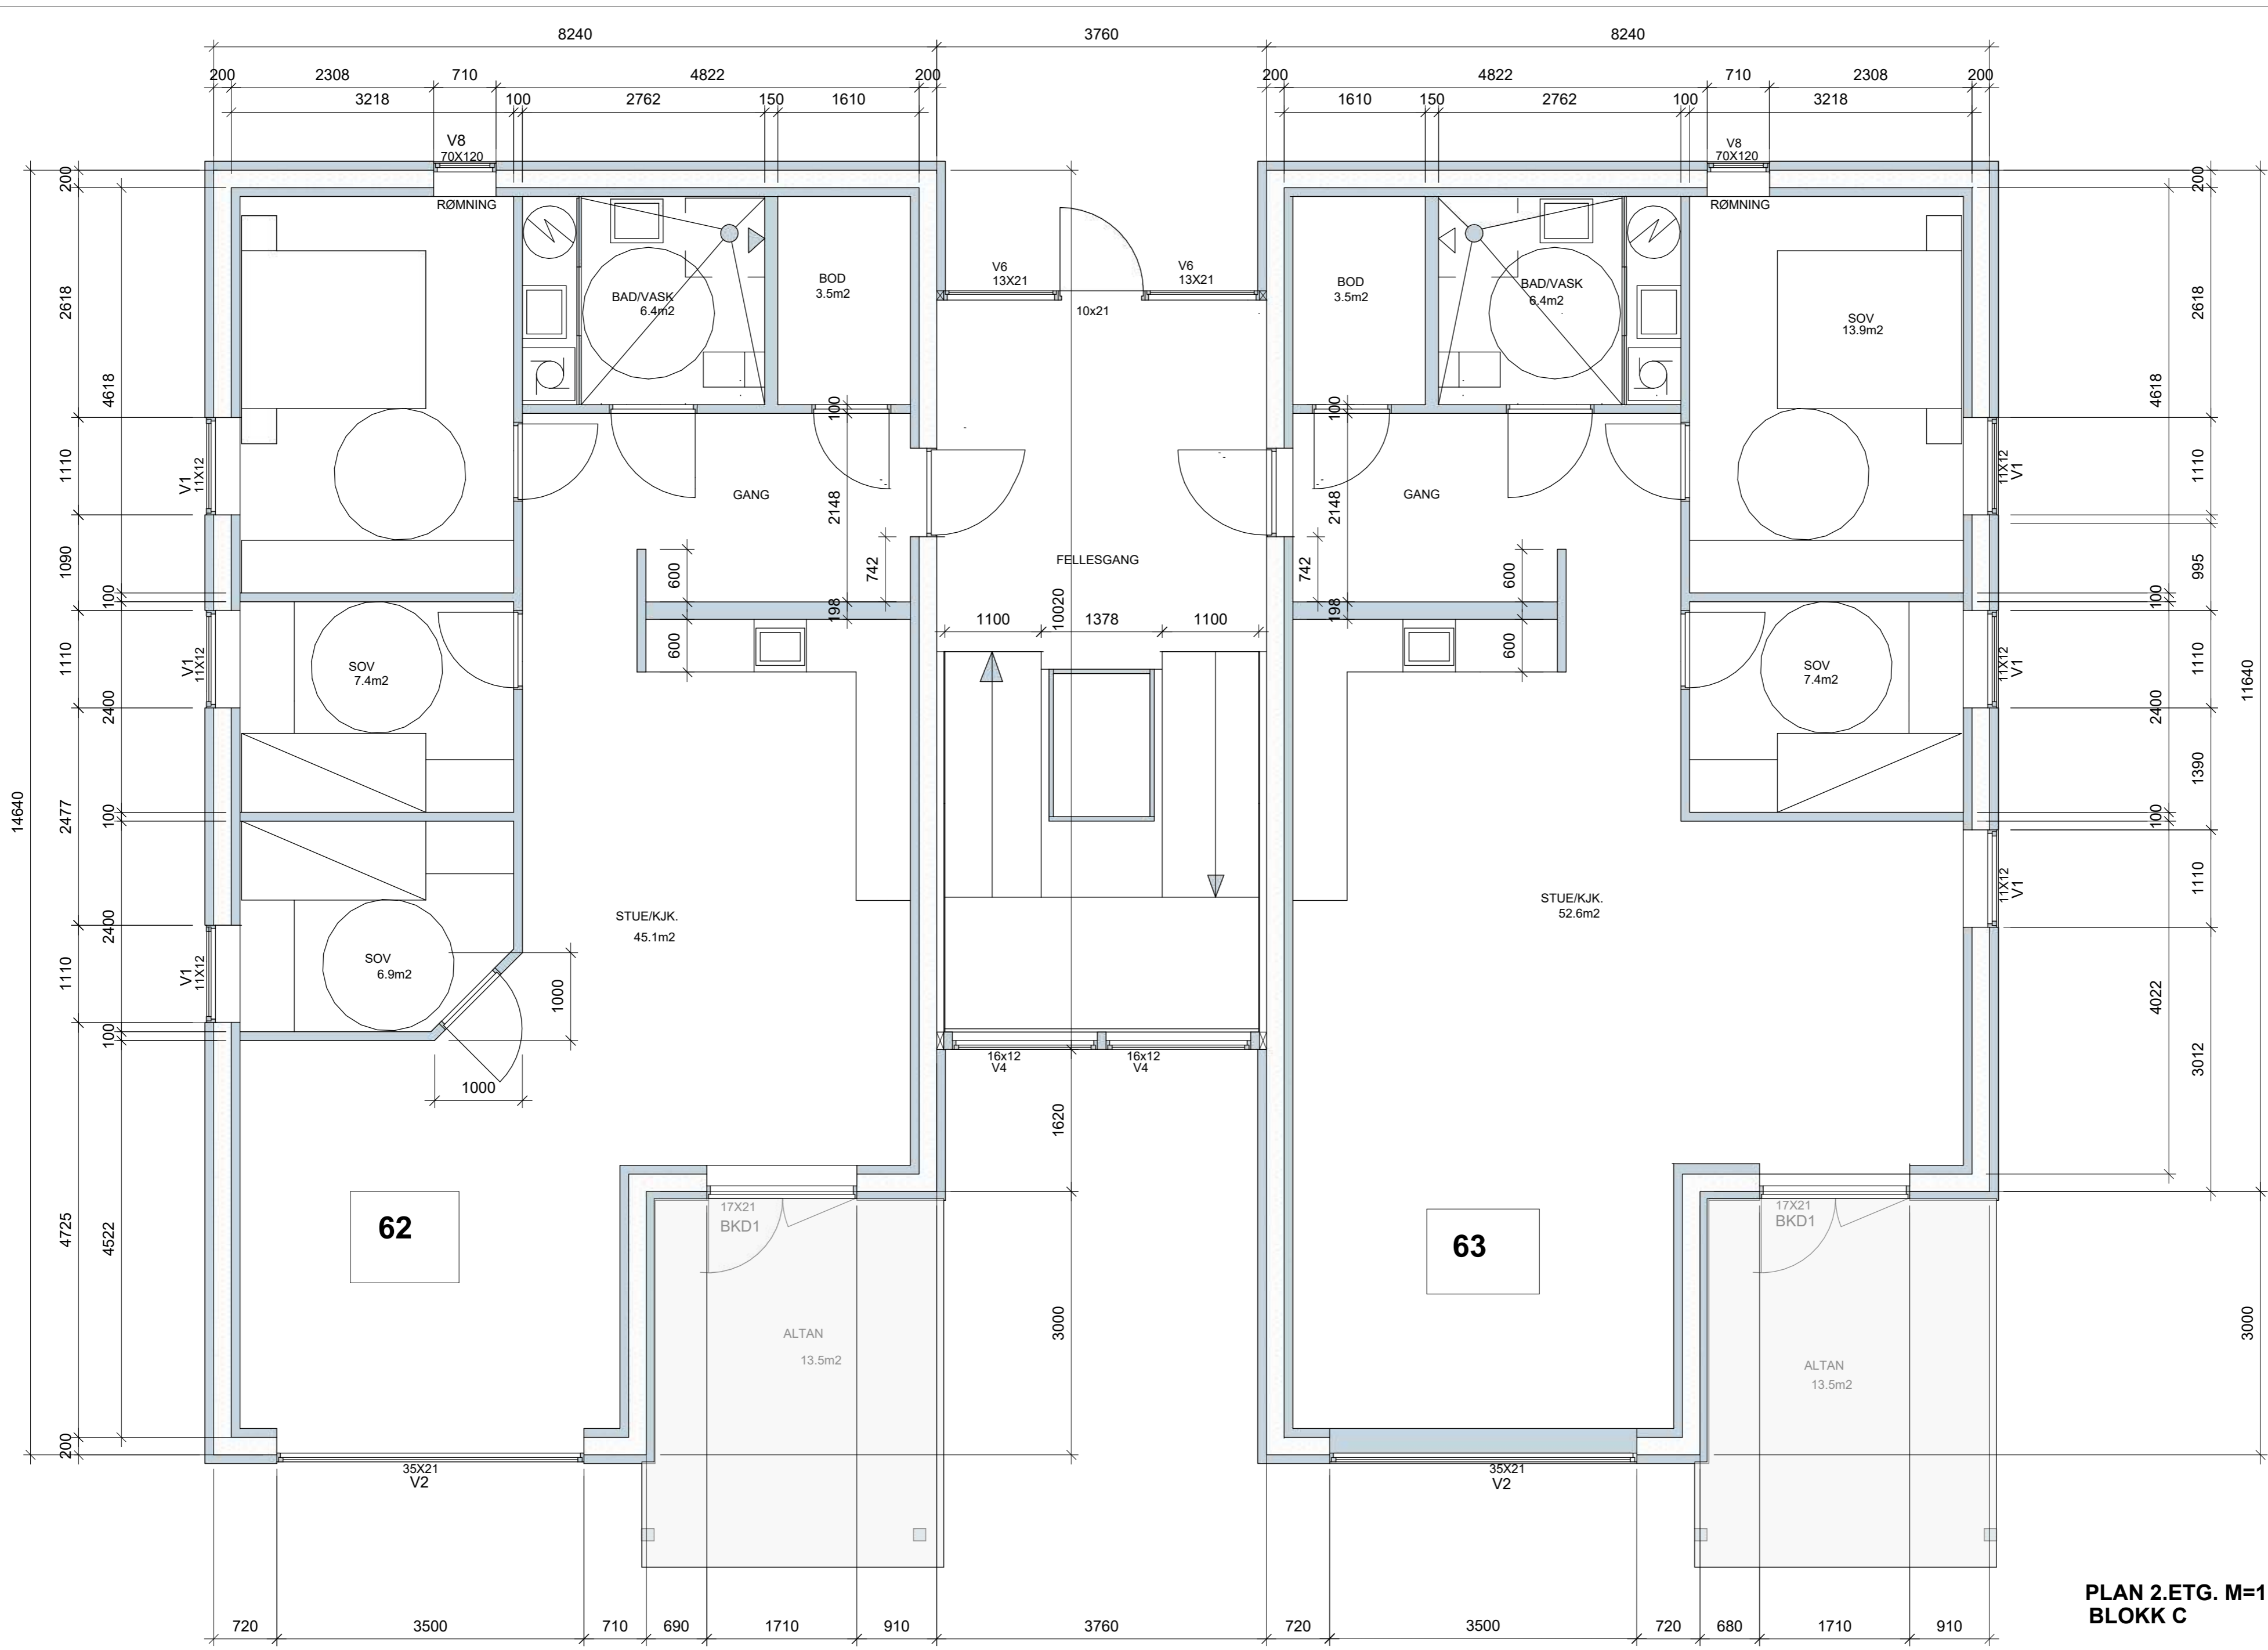 8240 3760 8240
200 2308 710 4822 200 200 4822 710 2308 200
3218 100 2762 150 1610 1610 150 2762 100 3218
V8
70X120
V8
70X120
RØMNING
RØMNING
200
200
V6
13X21
V6
13X21
10x21
BAD/VASK
6.4m2
BOD
3.5m2
BOD
3.5m2
BAD/VASK
6.4m2
SOV
13.9m2
2618
4618
2618
4618
100
100
1110
V1
11X12
GANG
2148
742
600
198
600
1090
100
FELLESGANG
10020
1100 1378 1100
GANG
2148
742
600
198
600
11X12
V1
1110
995
100
1110
V1
11X12
SOV
7.4m2
2400
SOV
7.4m2
11X12
V1
1110
2400
11640
14640
2477
100
1390
100
STUE/KJK.
45.1m2
STUE/KJK.
52.6m2
11X12
V1
1110
2400
1110
V1
11X12
SOV
6.9m2
1000
1000
100
4022
3012
16x12
V4
16x12
V4
1620
62
63
17X21
BKD1
17X21
BKD1
4725
4522
3000
3000
ALTAN
13.5m2
ALTAN
13.5m2
200
35X21
V2
35X21
V2
PLAN 2.ETG. M=1
BLOKK C
720 3500 710 690 1710 910 3760 720 3500 720 680 1710 910